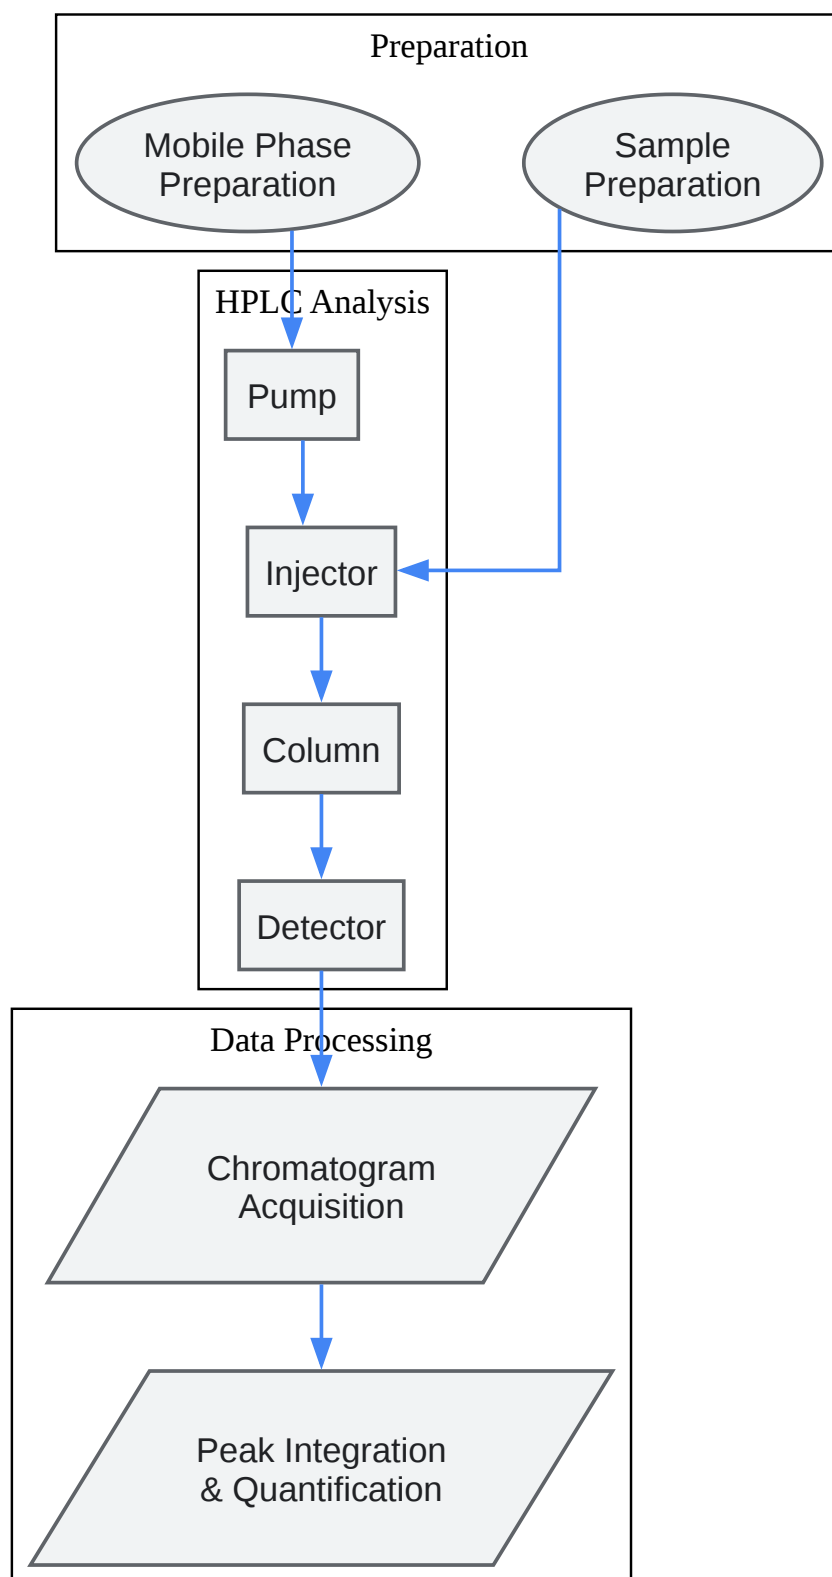 Preparation
Mobile Phase
Preparation
Sample
Preparation
HPLC Analysis
Pump
Injector
Column
Detector
Data Processing
Chromatogram
Acquisition
Peak Integration
& Quantification